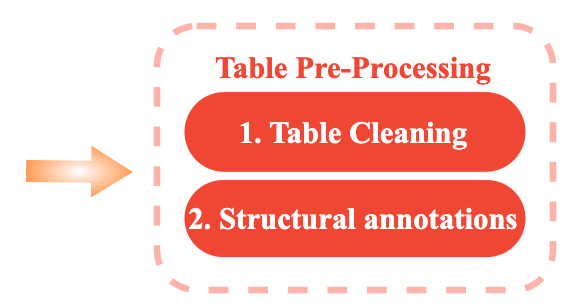 Table Pre-Processing
1. Table Cleaning
2. Structural annotations